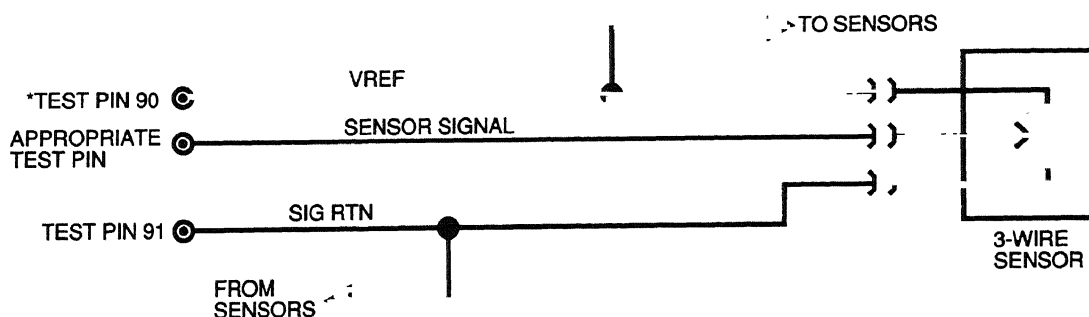 TO SENSORS
VREF
*TEST PIN 90
SENSOR SIGNAL
APPROPRIATE
TEST PIN
SIG RTN
TEST PIN 91
3-WIRE
SENSOR
FROM
SENSORS